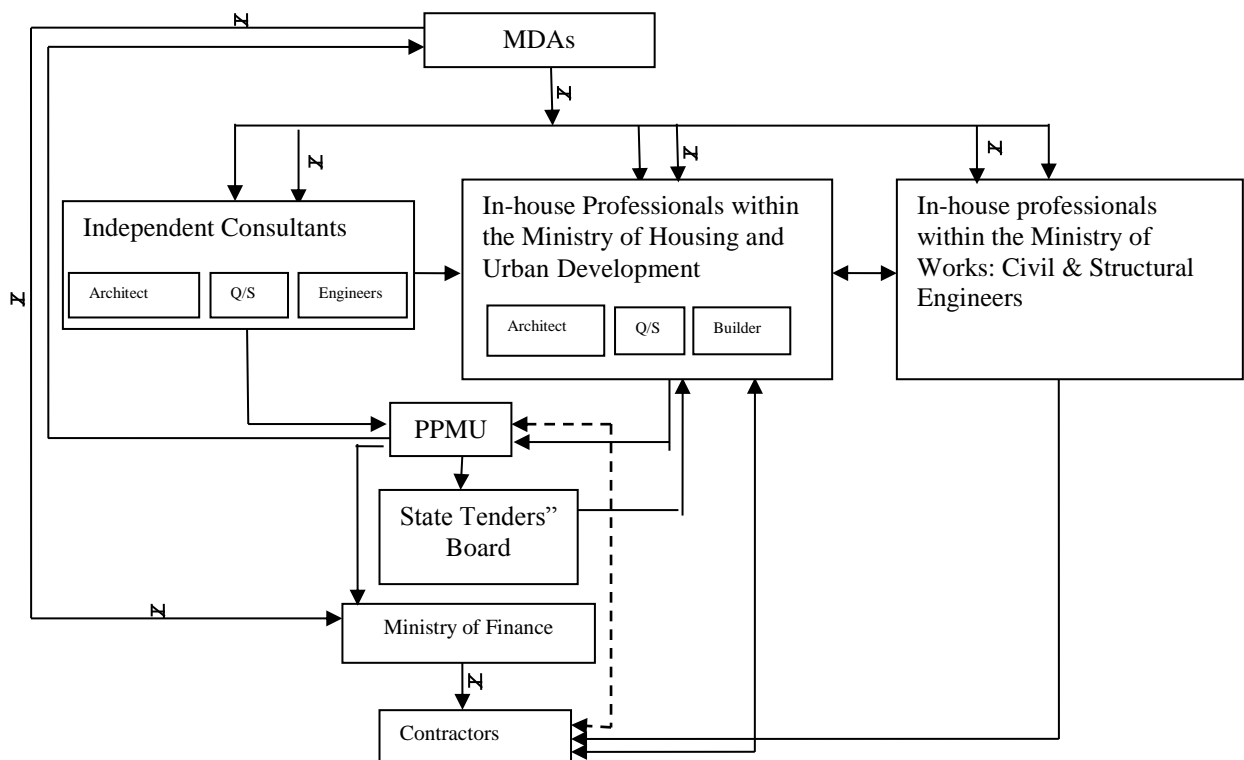 MDAs
Independent Consultants
Architect
Q/S
Engineers
In-house Professionals within
the Ministry of Housing and
Urban Development
Architect
Q/S
Builder
In-house professionals
within the Ministry of
Works: Civil & Structural
Engineers
PPMU
State Tenders”
Board
Ministry of Finance
Contractors